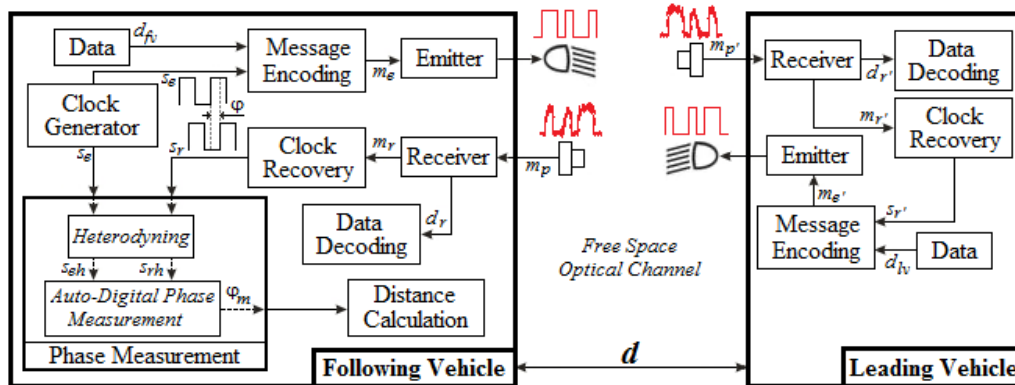 Data
d_fv
Message
Encoding
m_e
Emitter
s_e
φ
Clock
Generator
s_e
s_r
Clock
Recovery
m_r
Receiver
m_p
d_r
Data
Decoding
Heterodyning
s_eh
s_rh
Auto-Digital Phase
Measurement
φ_m
Distance
Calculation
Phase Measurement
Following Vehicle
Free Space
Optical Channel
d
m_p'
Receiver
d_r'
Data
Decoding
m_r'
Clock
Recovery
Emitter
m_e'
s_r'
Message
Encoding
Data
d_lv
Leading Vehicle